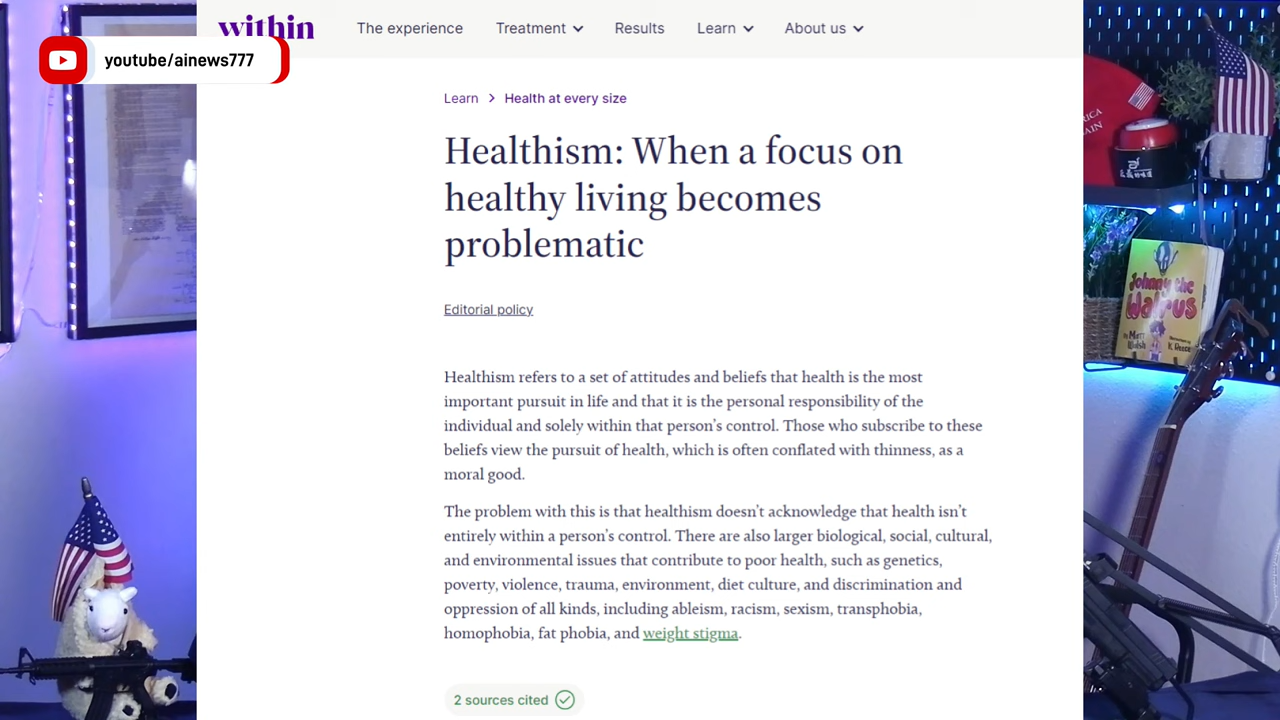 within
The experience
Treatment
Results
Learn
About us
youtube/ainews777
Learn > Health at every size
Healthism: When a focus on
healthy living becomes
problematic
Editorial policy
Healthism refers to a set of attitudes and beliefs that health is the most
important pursuit in life and that it is the personal responsibility of the
individual and solely within that person's control. Those who subscribe to these
beliefs view the pursuit of health, which is often conflated with thinness, as a
moral good.
The problem with this is that healthism doesn't acknowledge that health isn't
entirely within a person's control. There are also larger biological, social, cultural,
and environmental issues that contribute to poor health, such as genetics,
poverty, violence, trauma, environment, diet culture, and discrimination and
oppression of all kinds, including ableism, racism, sexism, transphobia,
homophobia, fat phobia, and weight stigma.
2 sources cited
Johnny the
Walrus
By Matt
Walsh
K. Reece